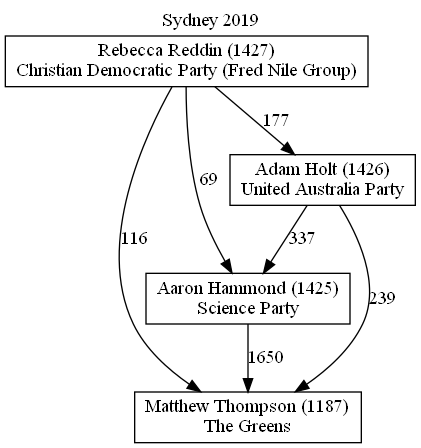 Sydney 2019
Rebecca Reddin (1427)
Christian Democratic Party (Fred Nile Group)
177
Adam Holt (1426)
United Australia Party
69
116
337
Aaron Hammond (1425)
Science Party
239
1650
Matthew Thompson (1187)
The Greens